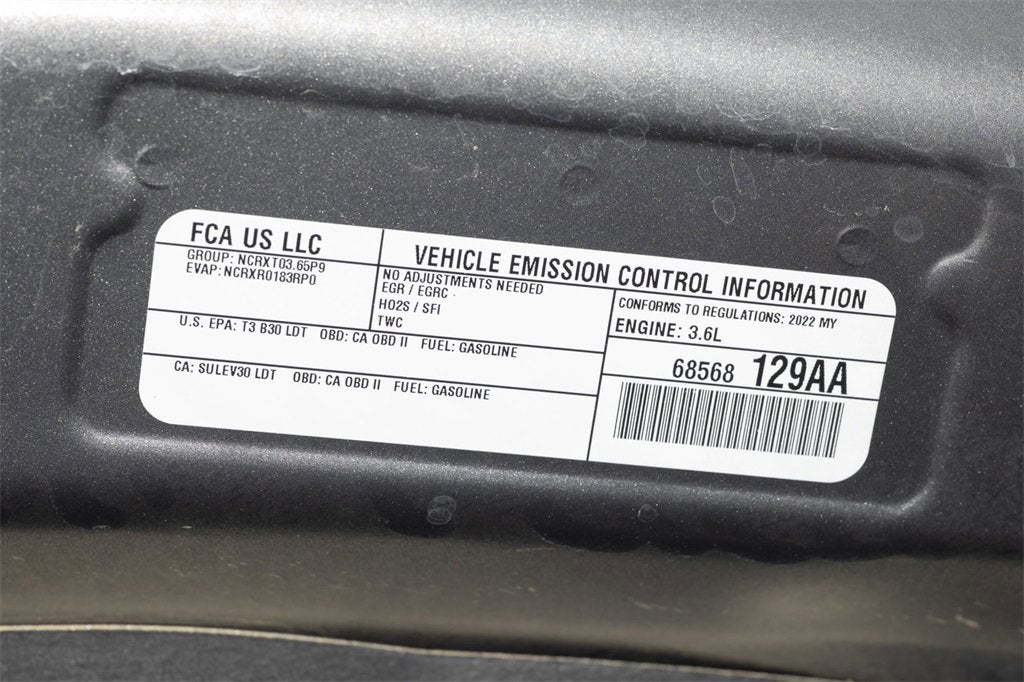 FCA US LLC
GROUP: NCRXT03.65P9
EVAP: NCRXR0183RP0
VEHICLE EMISSION CONTROL INFORMATION
NO ADJUSTMENTS NEEDED
EGR / EGRC
HO2S / SFI
TWC
CONFORMS TO REGULATIONS: 2022 MY
ENGINE: 3.6L
U.S. EPA: T3 B30 LDT OBD: CA OBD II FUEL: GASOLINE
CA: SULEV30 LDT OBD: CA OBD II FUEL: GASOLINE
68568 129AA